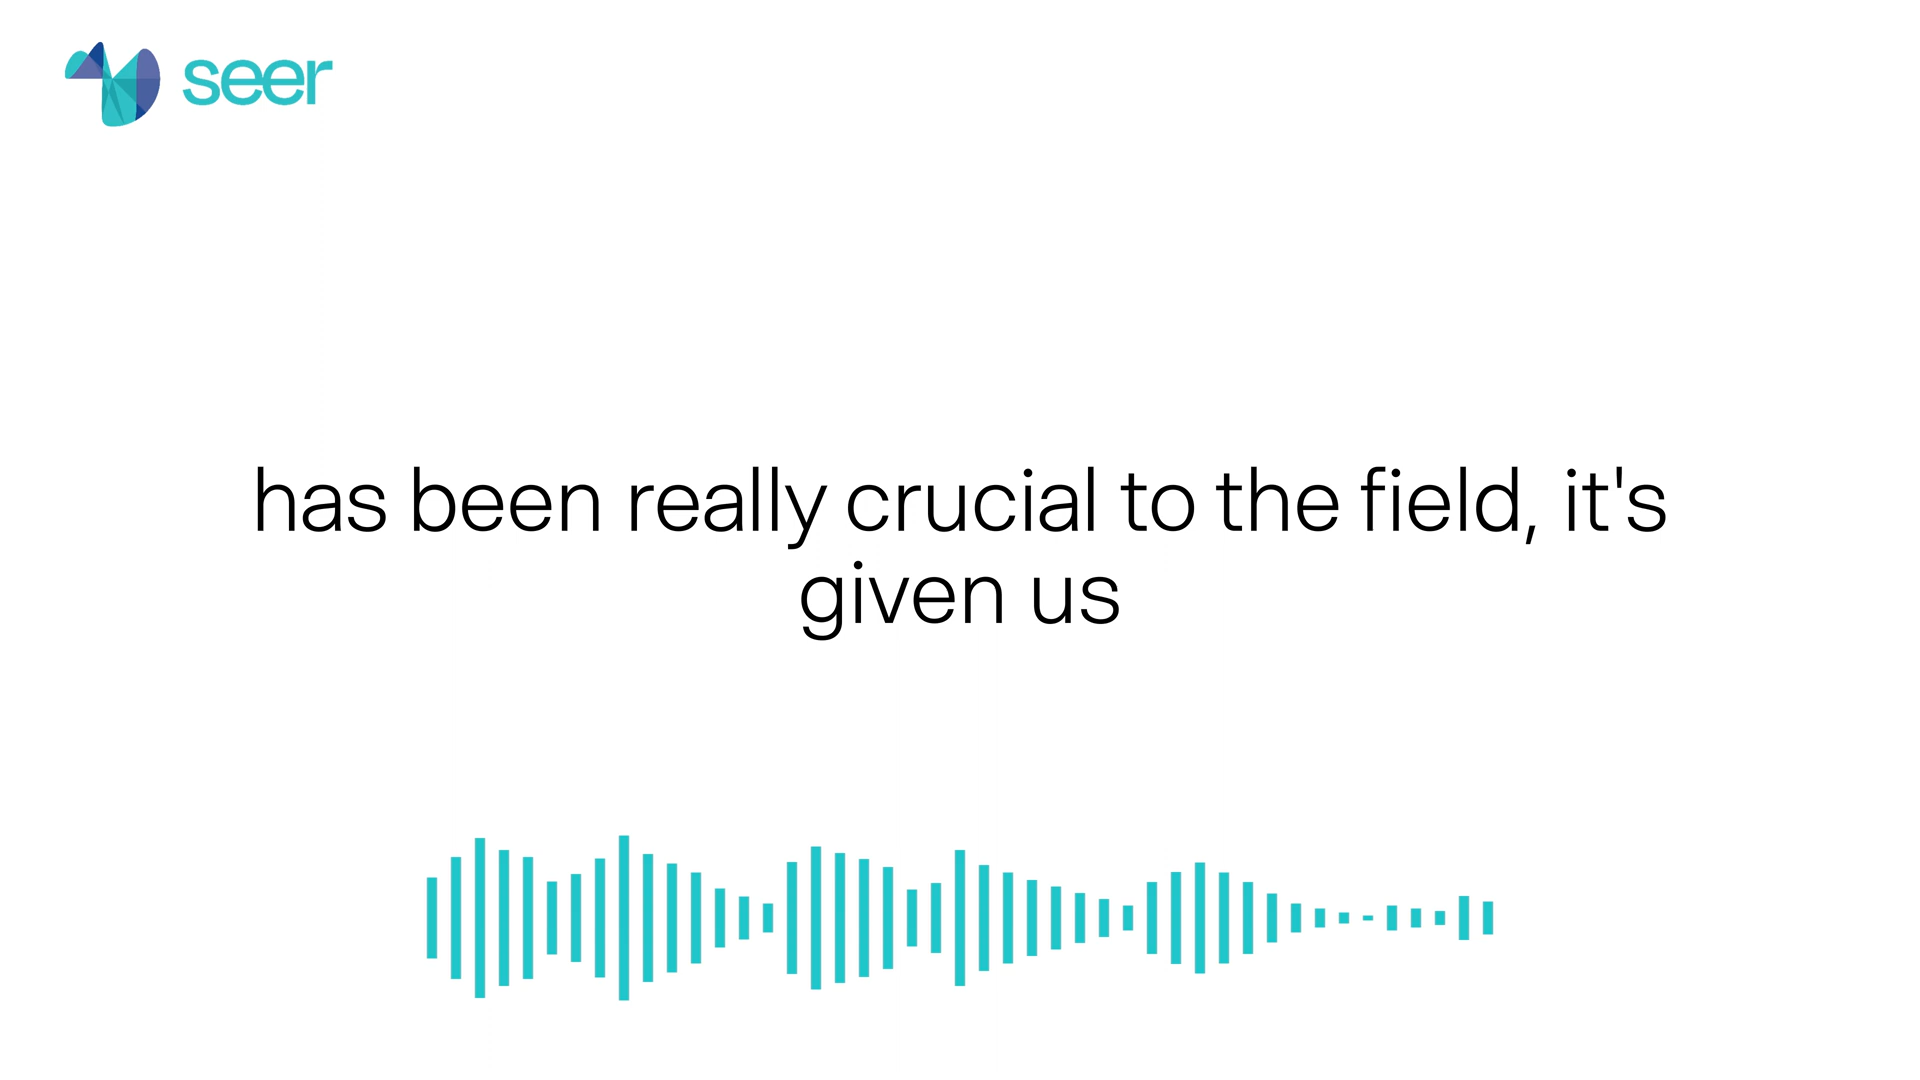 seer
has been really crucial to the field, it's
given us